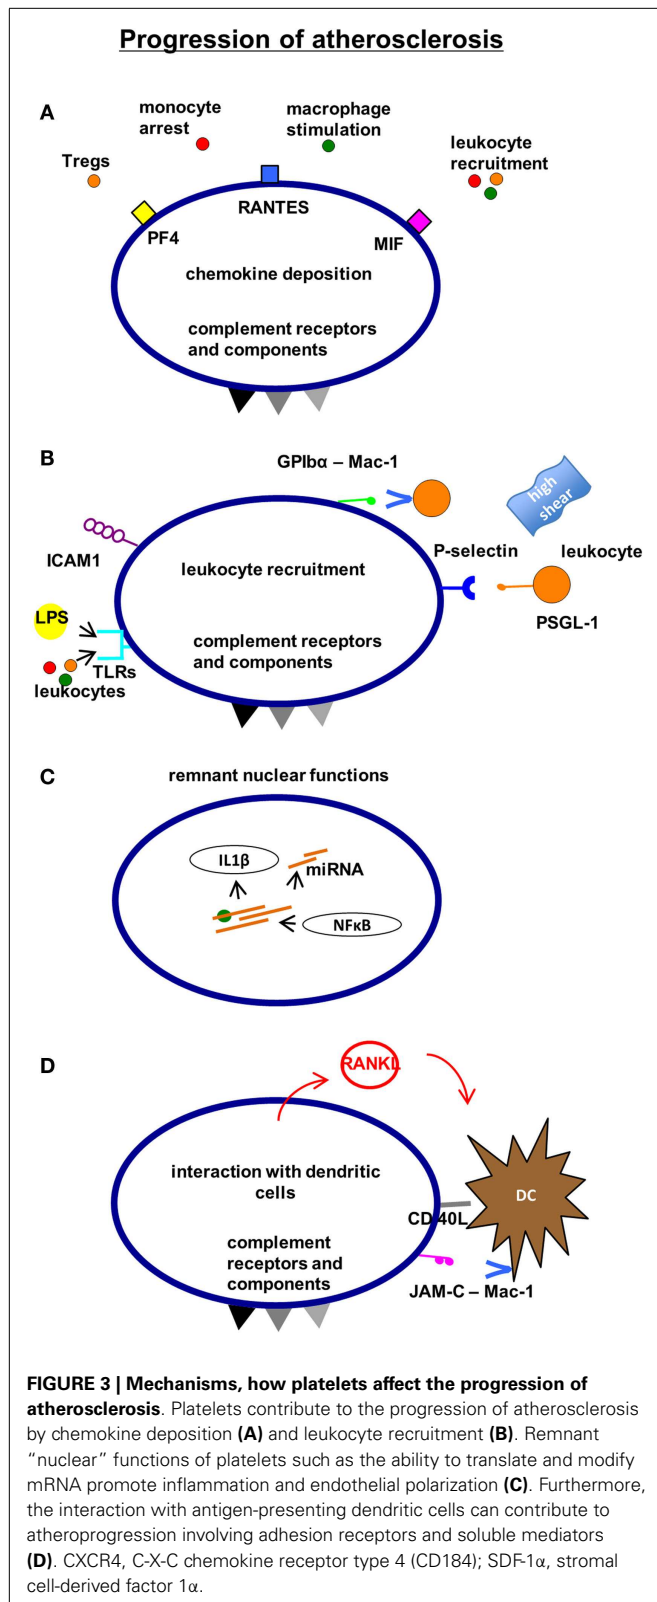 Progression of atherosclerosis
A
monocyte
arrest
macrophage
stimulation
Tregs
leukocyte
recruitment
RANTES
PF4
MIF
chemokine deposition
complement receptors
and components
B
GPIbα – Mac-1
high
shear
ICAM1
P-selectin
leukocyte
leukocyte recruitment
LPS
PSGL-1
complement receptors
and components
TLRs
leukocytes
C
remnant nuclear functions
IL1β
miRNA
NFκB
D
RANKL
interaction with dendritic
cells
DC
CD40L
complement
receptors and
components
JAM-C – Mac-1
FIGURE 3 | Mechanisms, how platelets affect the progression of
atherosclerosis. Platelets contribute to the progression of atherosclerosis
by chemokine deposition (A) and leukocyte recruitment (B). Remnant
“nuclear” functions of platelets such as the ability to translate and modify
mRNA promote inflammation and endothelial polarization (C). Furthermore,
the interaction with antigen-presenting dendritic cells can contribute to
atheroprogression involving adhesion receptors and soluble mediators
(D). CXCR4, C-X-C chemokine receptor type 4 (CD184); SDF-1α, stromal
cell-derived factor 1α.